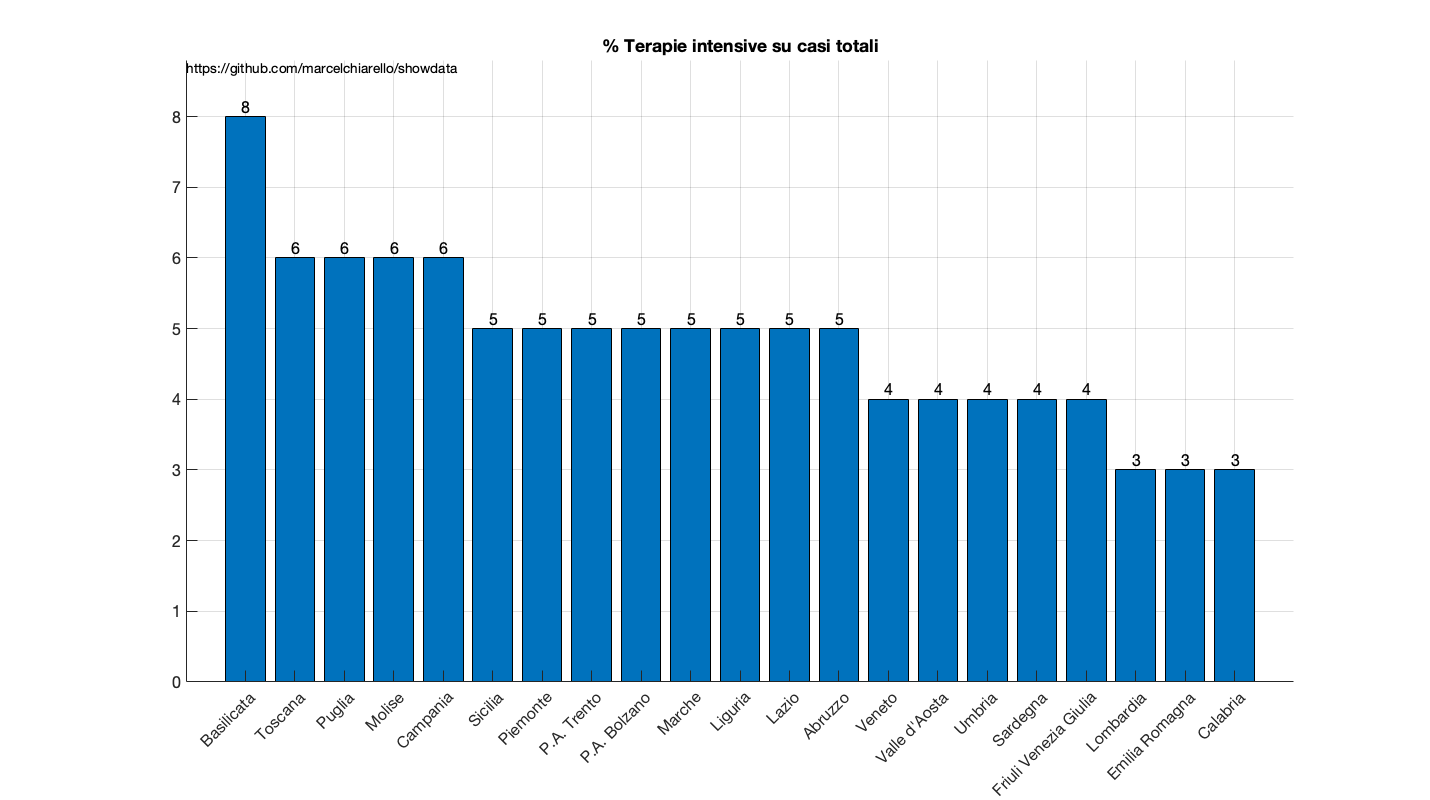 % Terapie intensive su casi totali
https://github.com/marcelchiarello/showdata
8
7
6
5
4
3
2
1
0
8
6
6
6
6
5
5
5
5
5
5
5
5
4
4
4
4
4
3
3
3
Basilicata
Toscana
Puglia
Molise
Campania
Sicilia
Piemonte
P.A. Trento
P.A. Bolzano
Marche
Liguria
Lazio
Abruzzo
Veneto
Valle d'Aosta
Umbria
Sardegna
Friuli Venezia Giulia
Lombardia
Emilia Romagna
Calabria